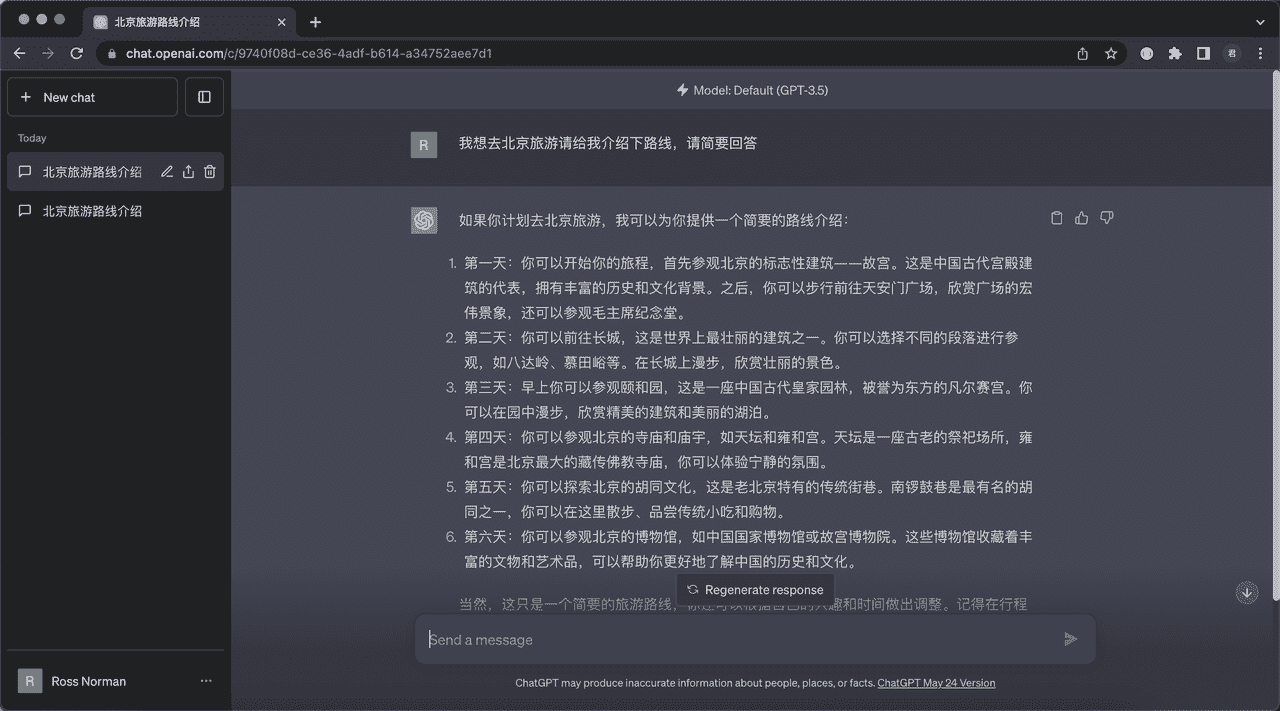 北京旅游路线介绍
chat.openai.com/c/9740f08d-ce36-4adf-b614-a34752aee7d1
君
New chat
Today
北京旅游路线介绍
北京旅游路线介绍
Model: Default (GPT-3.5)
R
我想去北京旅游请给我介绍下路线，请简要回答
如果你计划去北京旅游，我可以为你提供一个简要的路线介绍：
1. 第一天：你可以开始你的旅程，首先参观北京的标志性建筑——故宫。这是中国古代宫殿建
筑的代表，拥有丰富的历史和文化背景。之后，你可以步行前往天安门广场，欣赏广场的宏
伟景象，还可以参观毛主席纪念堂。
2. 第二天：你可以前往长城，这是世界上最壮丽的建筑之一。你可以选择不同的段落进行参
观，如八达岭、慕田峪等。在长城上漫步，欣赏壮丽的景色。
3. 第三天：早上你可以参观颐和园，这是一座中国古代皇家园林，被誉为东方的凡尔赛宫。你
可以在园中漫步，欣赏精美的建筑和美丽的湖泊。
4. 第四天：你可以参观北京的寺庙和庙宇，如天坛和雍和宫。天坛是一座古老的祭祀场所，雍
和宫是北京最大的藏传佛教寺庙，你可以体验宁静的氛围。
5. 第五天：你可以探索北京的胡同文化，这是老北京特有的传统街巷。南锣鼓巷是最有名的胡
同之一，你可以在这里散步、品尝传统小吃和购物。
6. 第六天：你可以参观北京的博物馆，如中国国家博物馆或故宫博物院。这些博物馆收藏着丰
富的文物和艺术品，可以帮助你更好地了解中国的历史和文化。
Regenerate response
当然，这只是一个简要的旅游路线，和时间做出调整。记得在行程
Send a message
R
Ross Norman
ChatGPT may produce inaccurate information about people, places, or facts. ChatGPT May 24 Version